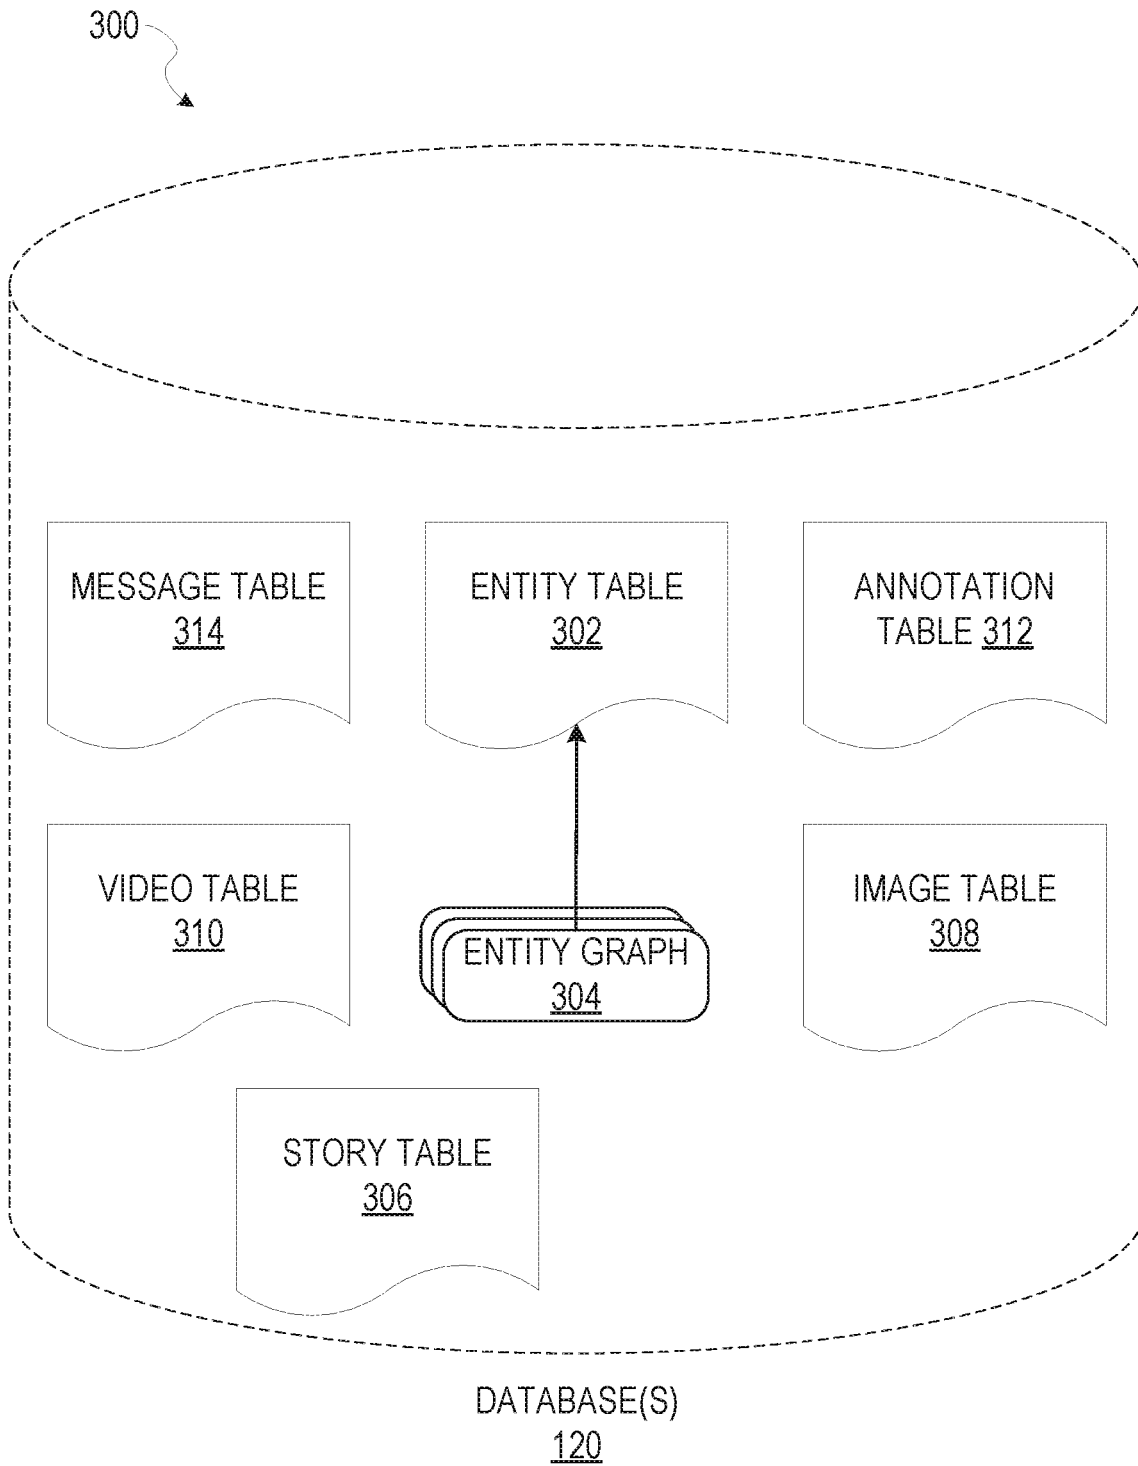 300
MESSAGE TABLE
314
ENTITY TABLE
302
ANNOTATION
TABLE 312
VIDEO TABLE
310
ENTITY GRAPH
304
IMAGE TABLE
308
STORY TABLE
306
DATABASE(S)
120